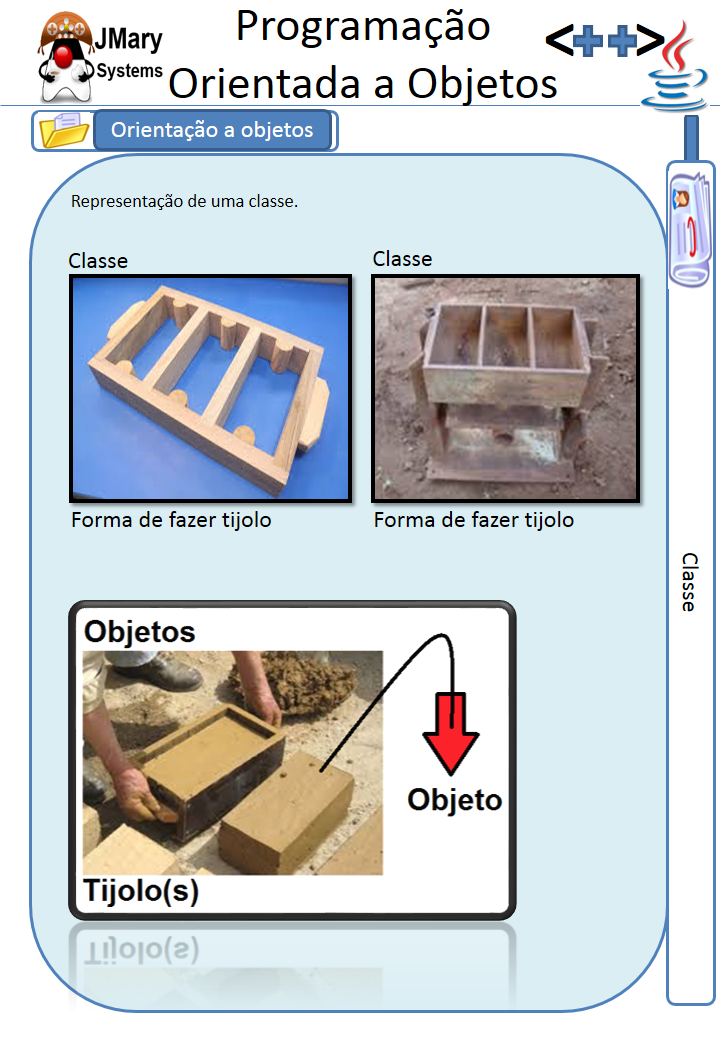 JMary
Systems
Programação
Orientada a Objetos
<++>
Orientação a objetos
Representação de uma classe.
Classe
Classe
Forma de fazer tijolo
Forma de fazer tijolo
Classe
Objetos
Objeto
Tijolo(s)
Tijolo(s)